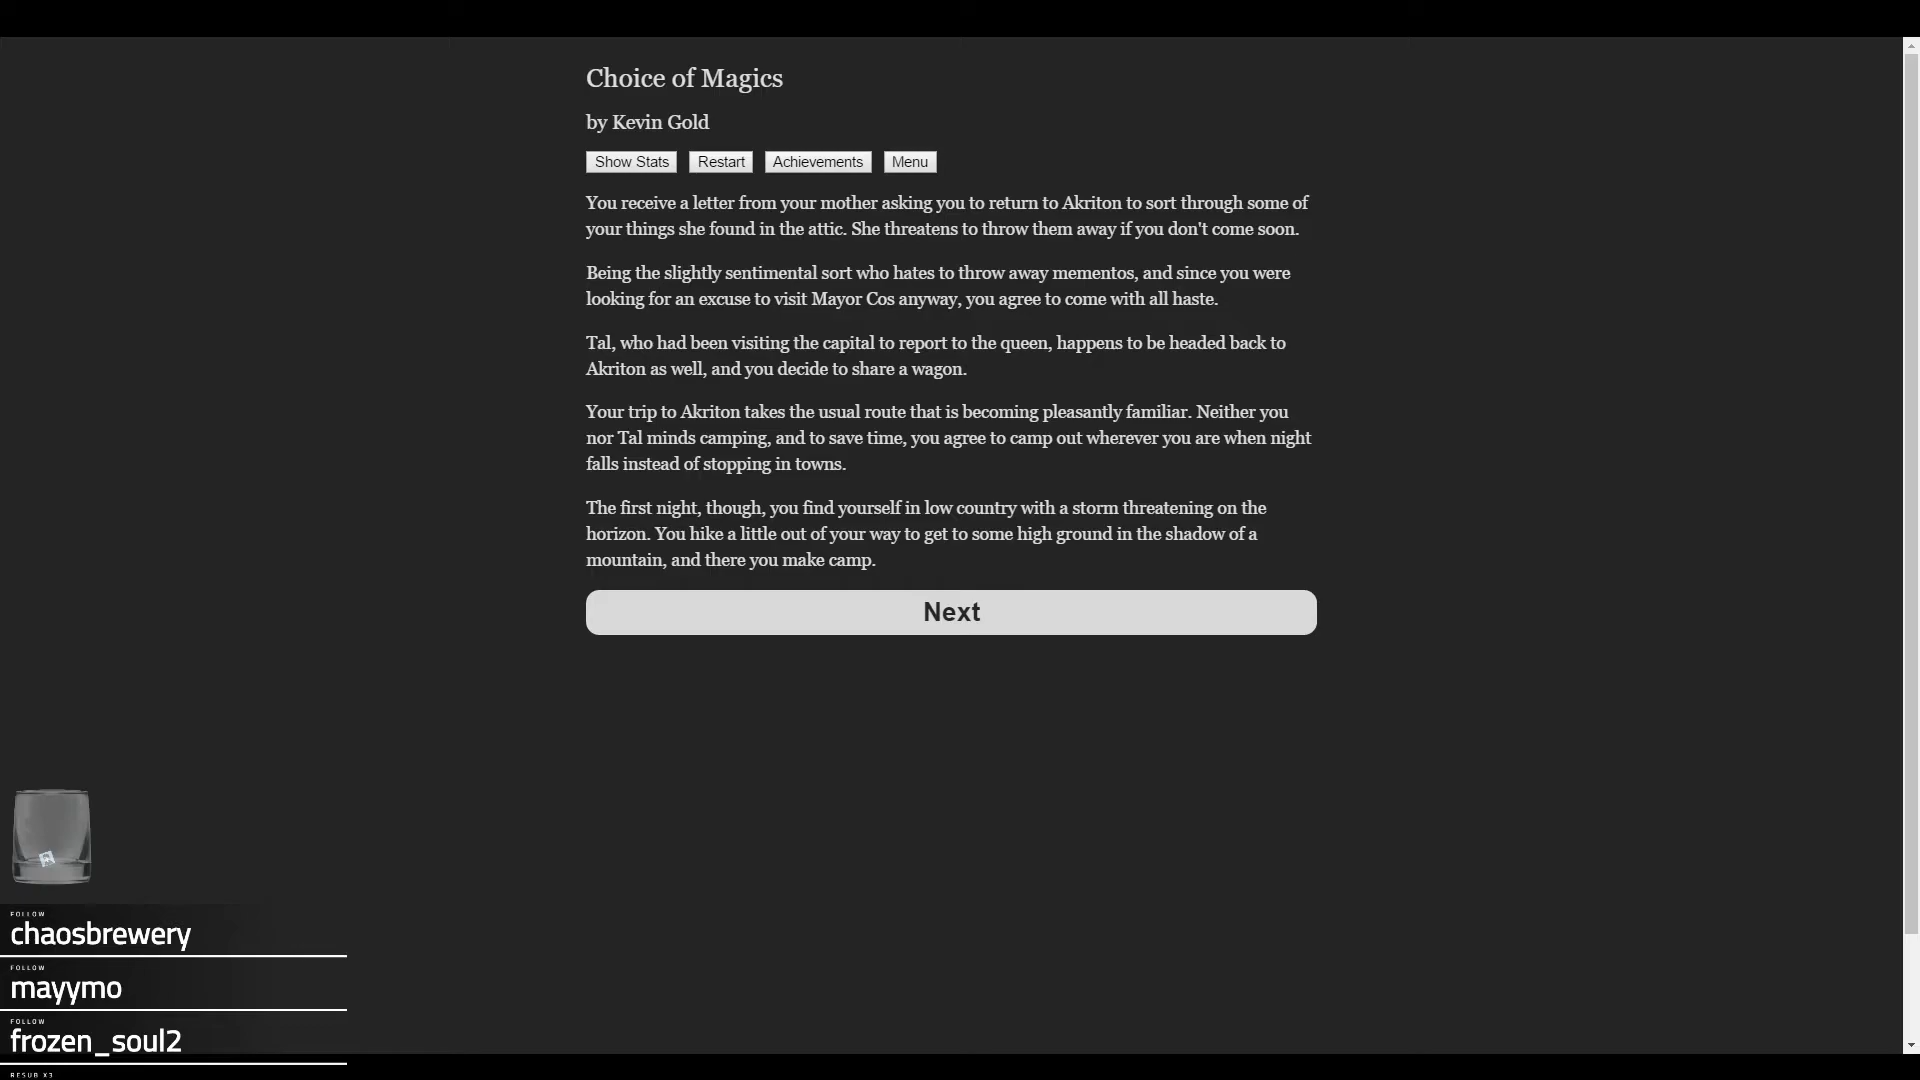 Choice of Magics
by Kevin Gold
Show Stats Restart Achievements Menu
You receive a letter from your mother asking you to return to Akriton to sort through some of
your things she found in the attic. She threatens to throw them away if you don't come soon.
Being the slightly sentimental sort who hates to throw away mementos, and since you were
looking for an excuse to visit Mayor Cos anyway, you agree to come with all haste.
Tal, who had been visiting the capital to report to the queen, happens to be headed back to
Akriton as well, and you decide to share a wagon.
Your trip to Akriton takes the usual route that is becoming pleasantly familiar. Neither you
nor Tal minds camping, and to save time, you agree to camp out wherever you are when night
falls instead of stopping in towns.
The first night, though, you find yourself in low country with a storm threatening on the
horizon. You hike a little out of your way to get to some high ground in the shadow of a
mountain, and there you make camp.
Next
FOLLOW
chaosbrewery
FOLLOW
mayymo
FOLLOW
frozen_soul2
RESUB X3